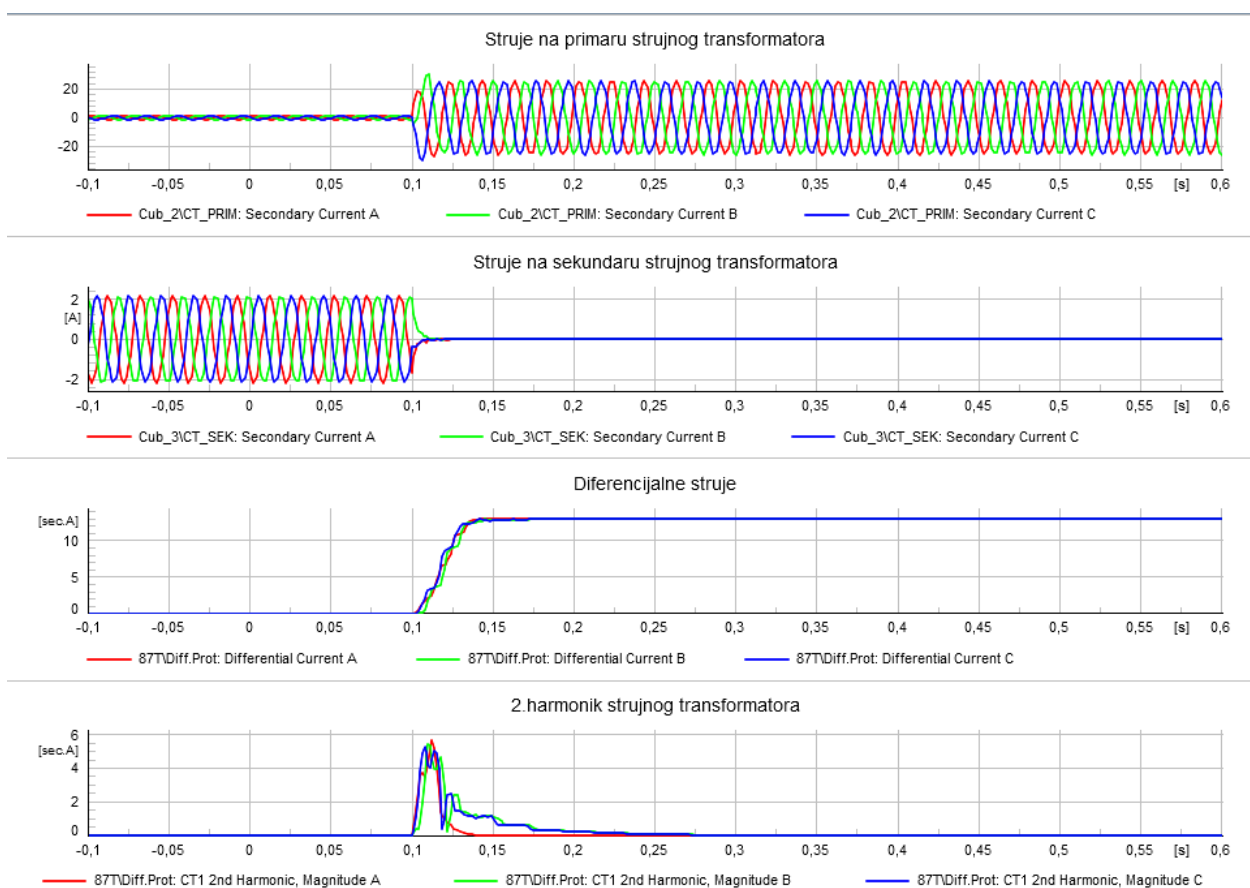 Struje na primaru strujnog transformatora
20
0
-20
-0,1 -0,05 0 0,05 0,1 0,15 0,2 0,25 0,3 0,35 0,4 0,45 0,5 0,55 [s] 0,6
Cub_2\CT_PRIM: Secondary Current A Cub_2\CT_PRIM: Secondary Current B Cub_2\CT_PRIM: Secondary Current C
Struje na sekundaru strujnog transformatora
2
[A]
0
-2
-0,1 -0,05 0 0,05 0,1 0,15 0,2 0,25 0,3 0,35 0,4 0,45 0,5 0,55 [s] 0,6
Cub_3\CT_SEK: Secondary Current A Cub_3\CT_SEK: Secondary Current B Cub_3\CT_SEK: Secondary Current C
Diferencijalne struje
[sec.A]
10
5
0
-0,1 -0,05 0 0,05 0,1 0,15 0,2 0,25 0,3 0,35 0,4 0,45 0,5 0,55 [s] 0,6
87T\Diff.Prot: Differential Current A 87T\Diff.Prot: Differential Current B 87T\Diff.Prot: Differential Current C
2.harmonik strujnog transformatora
6
[sec.A]
4
2
0
-0,1 -0,05 0 0,05 0,1 0,15 0,2 0,25 0,3 0,35 0,4 0,45 0,5 0,55 [s] 0,6
87T\Diff.Prot: CT1 2nd Harmonic, Magnitude A 87T\Diff.Prot: CT1 2nd Harmonic, Magnitude B 87T\Diff.Prot: CT1 2nd Harmonic, Magnitude C